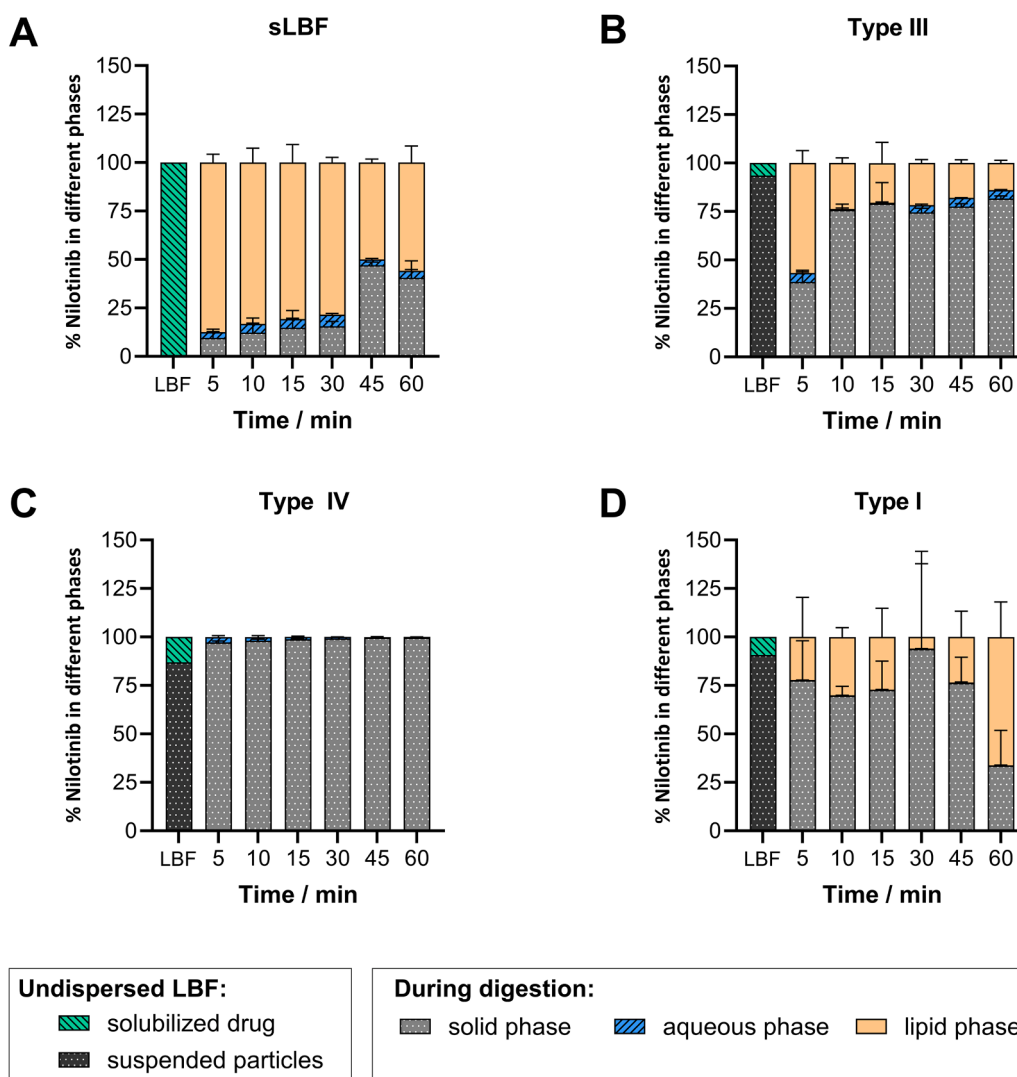 A
sLBF
% Nilotinib in different phases
150
125
100
75
50
25
0
LBF 5 10 15 30 45 60
Time / min
B
Type III
% Nilotinib in different phases
150
125
100
75
50
25
0
LBF 5 10 15 30 45 60
Time / min
C
Type IV
% Nilotinib in different phases
150
125
100
75
50
25
0
LBF 5 10 15 30 45 60
Time / min
D
Type I
% Nilotinib in different phases
150
125
100
75
50
25
0
LBF 5 10 15 30 45 60
Time / min
Undispersed LBF:
solubilized drug
suspended particles
During digestion:
solid phase
aqueous phase
lipid phase